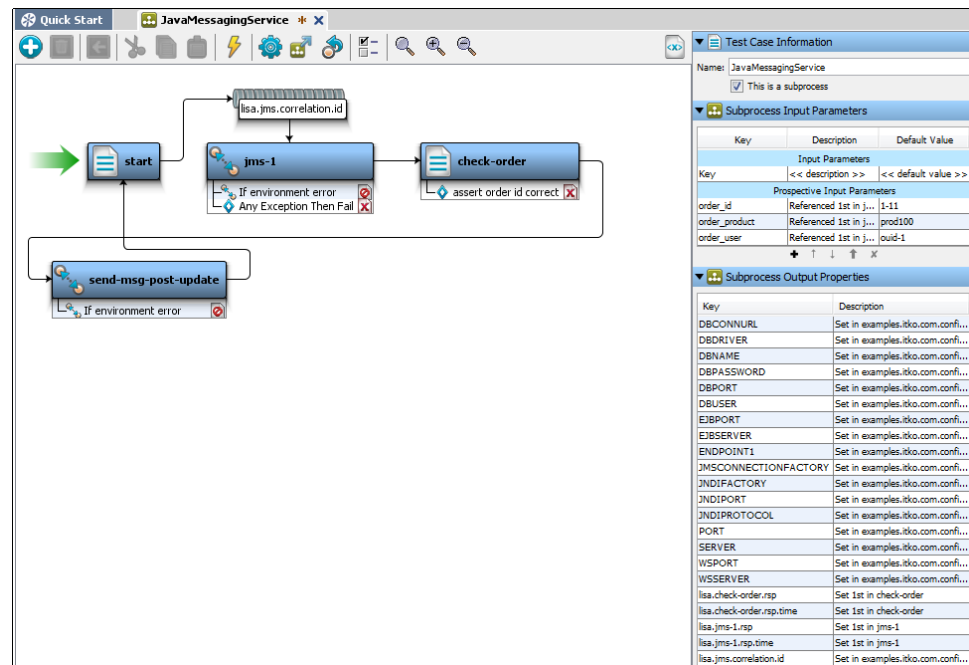 Quick Start
JavaMessagingService *
Test Case Information
Name: JavaMessagingService
This is a subprocess
Subprocess Input Parameters
Key Description Default Value
Input Parameters
Key << description >> << default value >>
Prospective Input Parameters
order_id Referenced 1st in j... 1-11
order_product Referenced 1st in j... prod100
order_user Referenced 1st in j... ouid-1
Subprocess Output Properties
Key Description
DBCONNURL Set in examples.itko.com.confi...
DBDRIVER Set in examples.itko.com.confi...
DBNAME Set in examples.itko.com.confi...
DBPASSWORD Set in examples.itko.com.confi...
DBPORT Set in examples.itko.com.confi...
DBUSER Set in examples.itko.com.confi...
EJBPORT Set in examples.itko.com.confi...
EJBSERVER Set in examples.itko.com.confi...
ENDPOINT1 Set in examples.itko.com.confi...
JMSCONNECTIONFACTORY Set in examples.itko.com.confi...
JNDIFACTORY Set in examples.itko.com.confi...
JNDIPORT Set in examples.itko.com.confi...
JNDIPROTOCOL Set in examples.itko.com.confi...
PORT Set in examples.itko.com.confi...
SERVER Set in examples.itko.com.confi...
WSPORT Set in examples.itko.com.confi...
WSSERVER Set in examples.itko.com.confi...
lisa.check-order.rsp Set 1st in check-order
lisa.check-order.rsp.time Set 1st in check-order
lisa.jms-1.rsp Set 1st in jms-1
lisa.jms-1.rsp.time Set 1st in jms-1
lisa.jms.correlation.id Set in examples.itko.com.confi...
lisa.jms.correlation.id
start
jms-1
If environment error
Any Exception Then Fail
check-order
assert order id correct
send-msg-post-update
If environment error